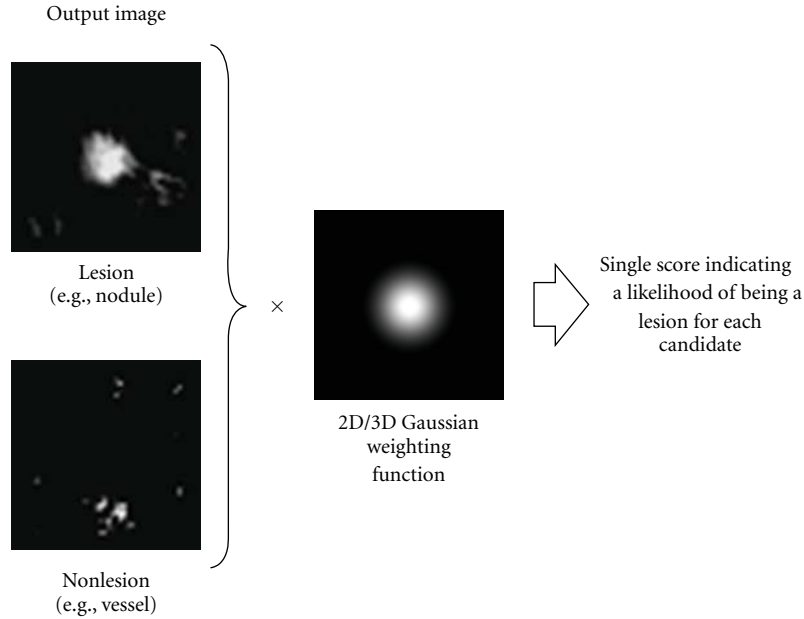 Output image
Lesion
(e.g., nodule)
Nonlesion
(e.g., vessel)
×
2D/3D Gaussian
weighting
function
Single score indicating
a likelihood of being a
lesion for each
candidate